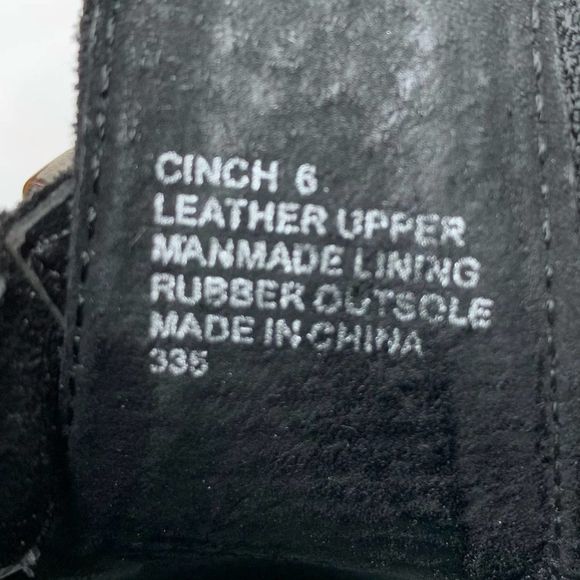 CINCH 6
LEATHER UPPER
MANMADE LINING
RUBBER OUTSOLE
MADE IN CHINA
335